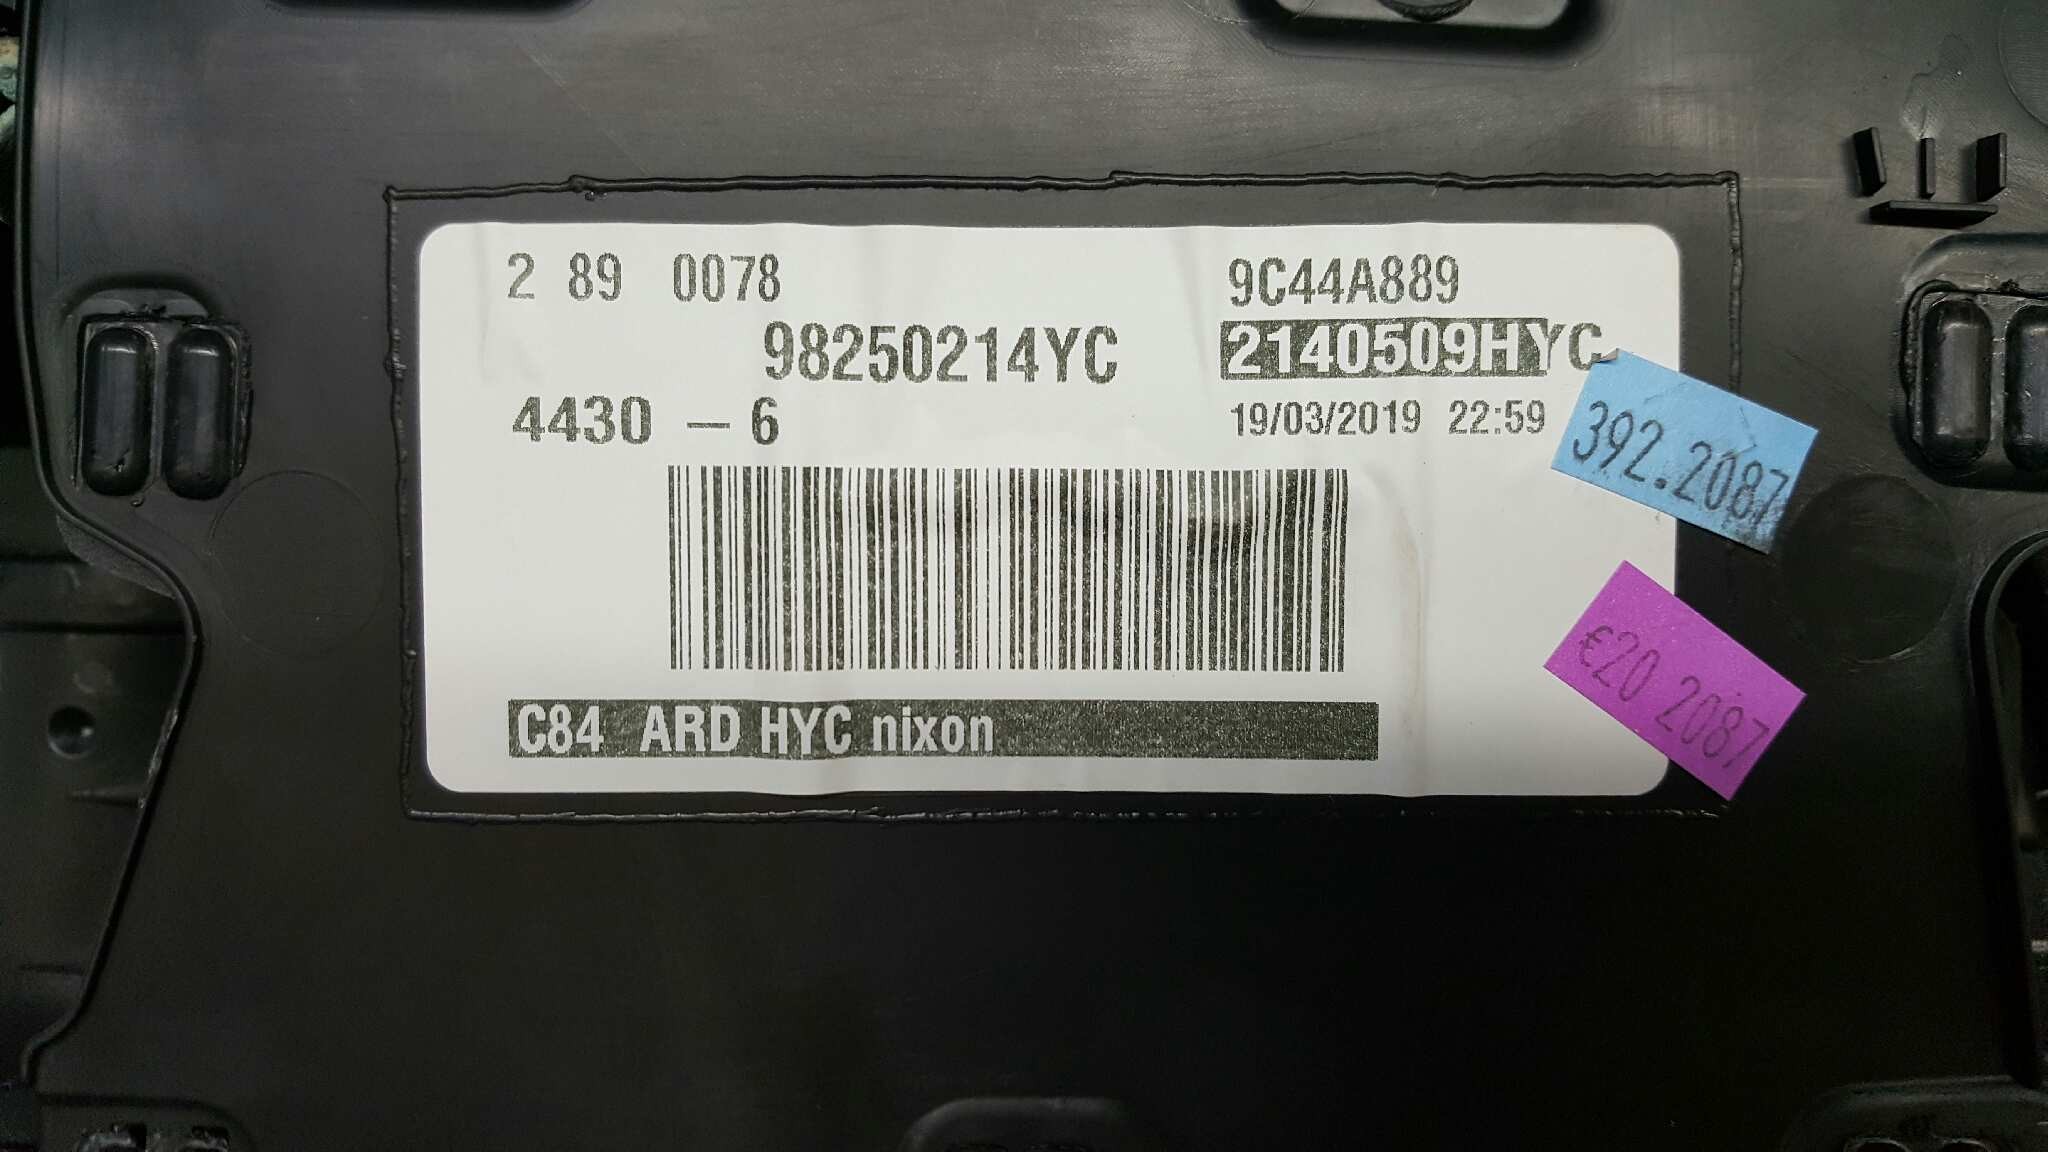 2 89 0078
9C44A889
98250214YC
2140509HYC
4430 – 6
19/03/2019 22:59
392.2087
€20 2087
C84 ARD HYC nixon